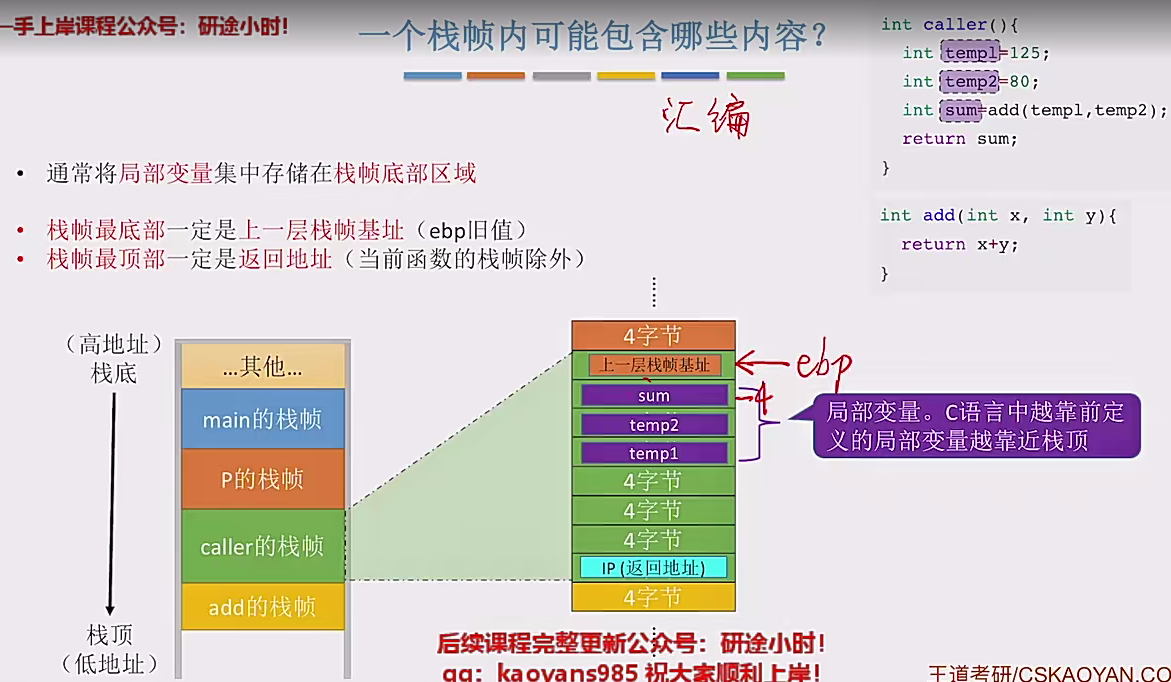 一手上岸课程公众号：研途小时！
一个栈帧内可能包含哪些内容？
汇编
int caller(){
int temp1=125;
int temp2=80;
int sum=add(temp1,temp2);
return sum;
}
int add(int x, int y){
return x+y;
}
• 通常将局部变量集中存储在栈帧底部区域
• 栈帧最底部一定是上一层栈帧基址（ebp旧值）
• 栈帧最顶部一定是返回地址（当前函数的栈帧除外）
（高地址）
栈底
栈顶
（低地址）
...其他...
main的栈帧
P的栈帧
caller的栈帧
add的栈帧
4字节
上一层栈帧基址
ebp
sum
-4
temp2
temp1
4字节
4字节
4字节
IP (返回地址)
4字节
局部变量。C语言中越靠前定
义的局部变量越靠近栈顶
后续课程完整更新公众号：研途小时！
qq：kaoyans985 祝大家顺利上岸！
王道考研/CSKAOYAN.CO